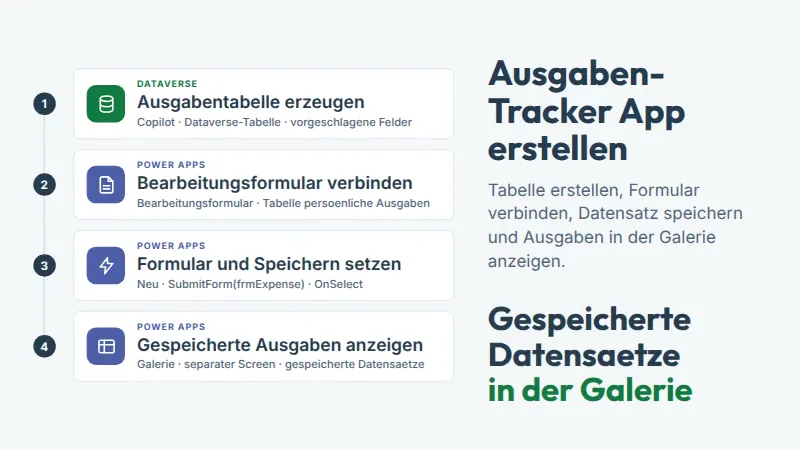 1
DATAVERSE
Ausgabentabelle erzeugen
Copilot · Dataverse-Tabelle · vorgeschlagene Felder
2
POWER APPS
Bearbeitungsformular verbinden
Bearbeitungsformular · Tabelle persoenliche Ausgaben
3
POWER APPS
Formular und Speichern setzen
Neu · SubmitForm(frmExpense) · OnSelect
4
POWER APPS
Gespeicherte Ausgaben anzeigen
Galerie · separater Screen · gespeicherte Datensaetze
Ausgaben-
Tracker App
erstellen
Tabelle erstellen, Formular
verbinden, Datensatz speichern
und Ausgaben in der Galerie
anzeigen.
Gespeicherte
Datensaetze
in der Galerie